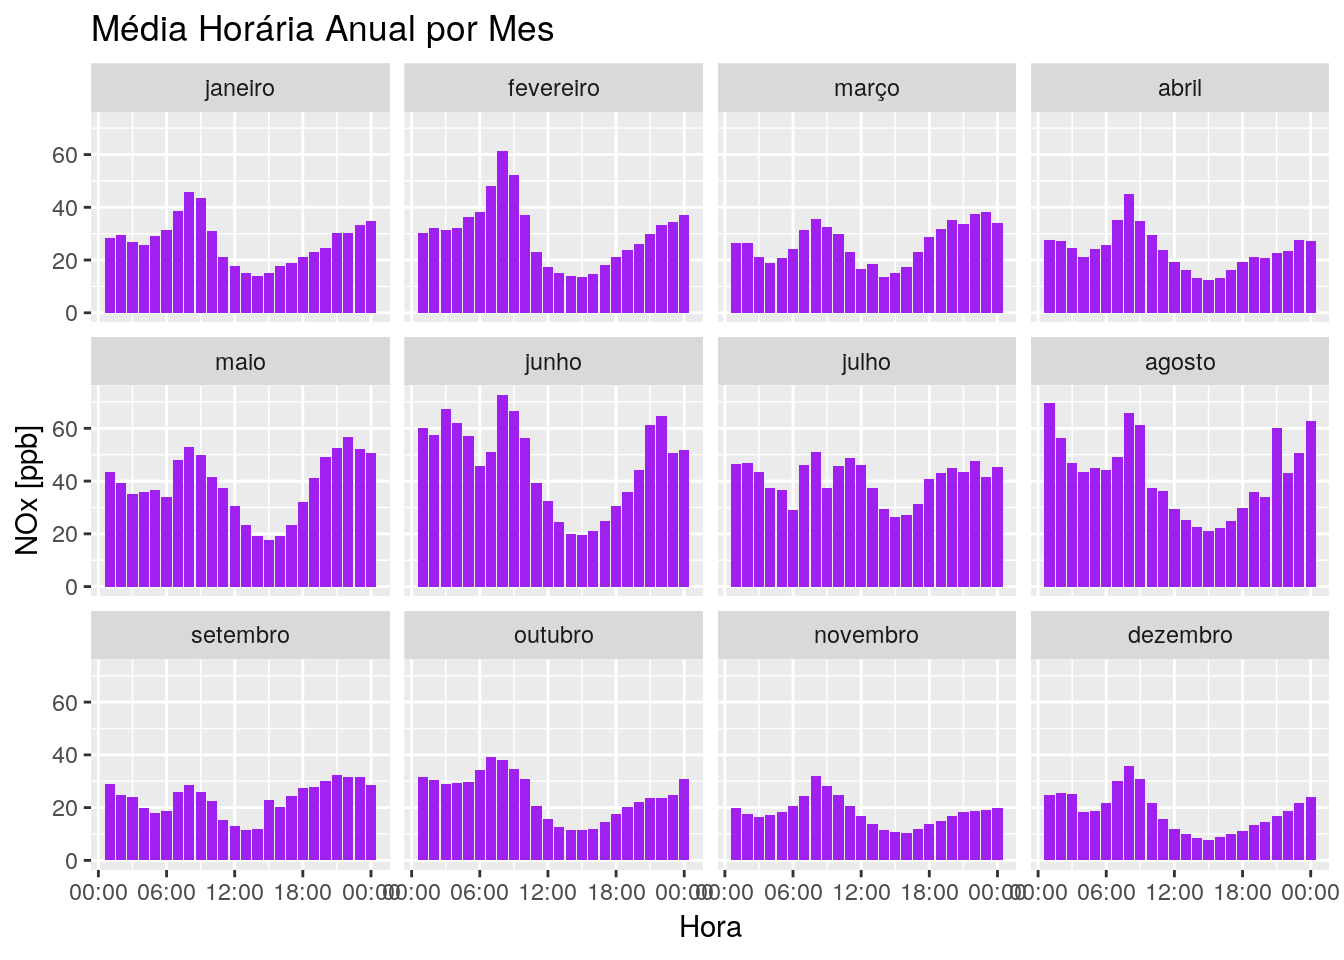 Média Horária Anual por Mes
janeiro fevereiro março abril
60
40
20
0
maio junho julho agosto
60
40
20
0
NOx [ppb]
setembro outubro novembro dezembro
60
40
20
0
00:00 06:00 12:00 18:00 00:00 00:00 06:00 12:00 18:00 00:00 00:00 06:00 12:00 18:00 00:00 00:00 06:00 12:00 18:00 00:00
Hora